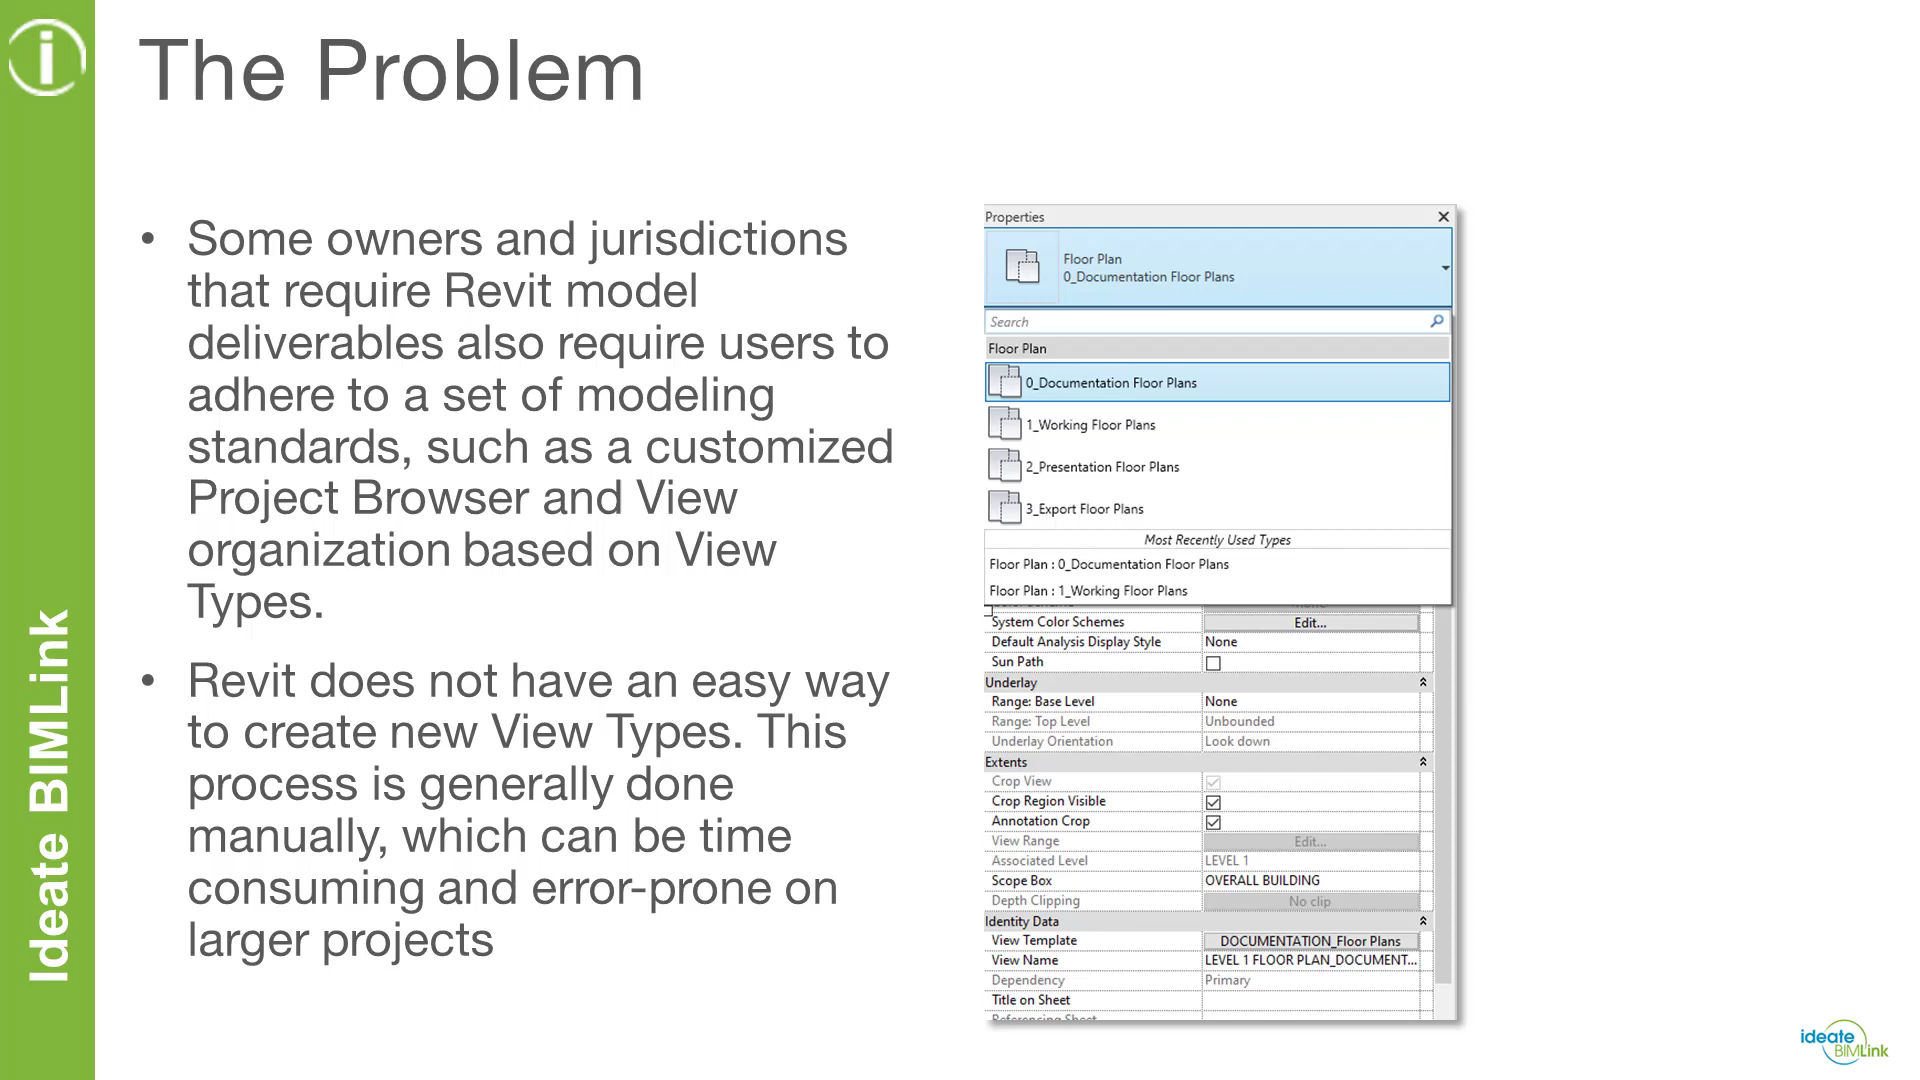 The Problem
• Some owners and jurisdictions
that require Revit model
deliverables also require users to
adhere to a set of modeling
standards, such as a customized
Project Browser and View
organization based on View
Types.
• Revit does not have an easy way
to create new View Types. This
process is generally done
manually, which can be time
consuming and error-prone on
larger projects
Ideate BIMLink
Properties
Floor Plan
0_Documentation Floor Plans
Search
Floor Plan
0_Documentation Floor Plans
1_Working Floor Plans
2_Presentation Floor Plans
3_Export Floor Plans
Most Recently Used Types
Floor Plan : 0_Documentation Floor Plans
Floor Plan : 1_Working Floor Plans
System Color Schemes Edit...
Default Analysis Display Style None
Sun Path
Underlay
Range: Base Level None
Range: Top Level Unbounded
Underlay Orientation Look down
Extents
Crop View
Crop Region Visible
Annotation Crop
View Range Edit...
Associated Level LEVEL 1
Scope Box OVERALL BUILDING
Depth Clipping No clip
Identity Data
View Template DOCUMENTATION_Floor Plans
View Name LEVEL 1 FLOOR PLAN_DOCUMENT...
Dependency Primary
Title on Sheet
Referencing Sheet
ideate
BIMLink